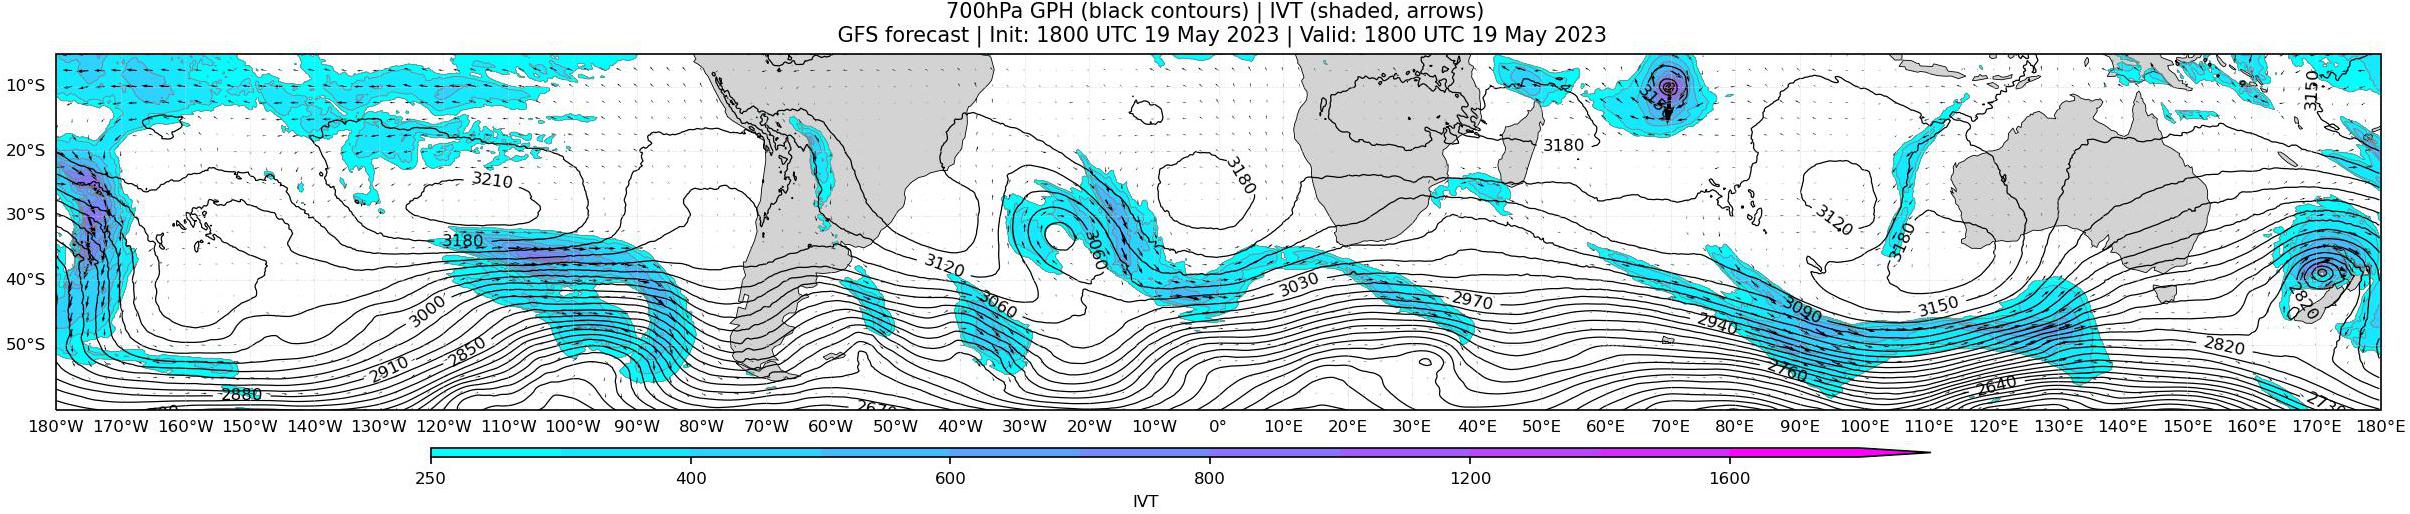 700hPa GPH (black contours) | IVT (shaded, arrows)
GFS forecast | Init: 1800 UTC 19 May 2023 | Valid: 1800 UTC 19 May 2023
10°S
20°S
30°S
40°S
50°S
3210
3180
3000
2910
2850
2880
3120
3060
3060
3180
3030
2970
3180
3120
3180
3150
3090
3150
2940
2760
2640
2820
2820
180°W 170°W 160°W 150°W 140°W 130°W 120°W 110°W 100°W 90°W 80°W 70°W 60°W 50°W 40°W 30°W 20°W 10°W 0° 10°E 20°E 30°E 40°E 50°E 60°E 70°E 80°E 90°E 100°E 110°E 120°E 130°E 140°E 150°E 160°E 170°E 180°E
250 400 600 800 1200 1600
IVT